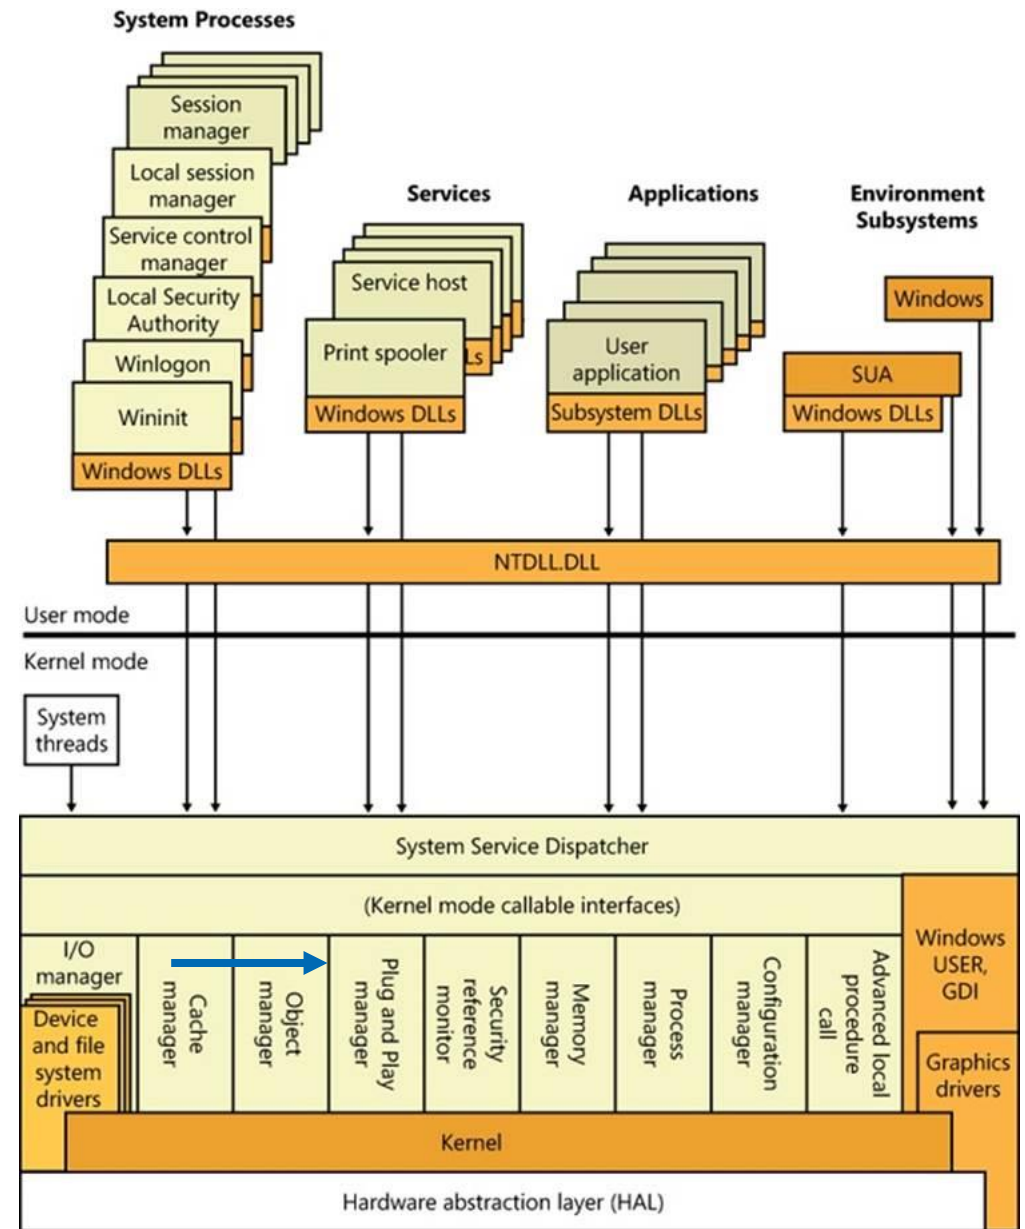 System Processes
Session
manager
Local session
manager
Service control
manager
Local Security
Authority
Winlogon
Wininit
Windows DLLs
Services
Service host
Print spooler
Ls
Windows DLLs
Applications
User
application
Subsystem DLLs
Environment
Subsystems
Windows
SUA
Windows DLLs
NTDLL.DLL
User mode
Kernel mode
System
threads
System Service Dispatcher
(Kernel mode callable interfaces)
I/O
manager
Device
and file
system
drivers
Cache
manager
Object
manager
Plug and Play
manager
Security
reference
monitor
Memory
manager
Process
manager
Configuration
manager
Advanced local
procedure
call
Windows
USER,
GDI
Graphics
drivers
Kernel
Hardware abstraction layer (HAL)